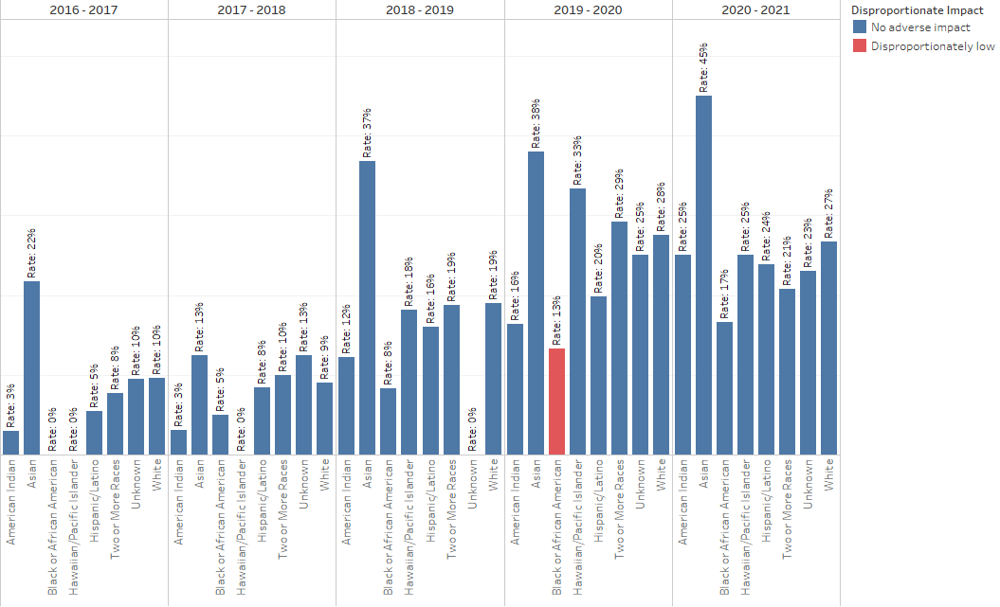 2016 - 2017
2017 - 2018
2018 - 2019
2019 - 2020
2020 - 2021
Disproportionate Impact
No adverse impact
Disproportionately low
Rate: 3%
Rate: 22%
Rate: 0%
Rate: 0%
Rate: 5%
Rate: 8%
Rate: 10%
Rate: 10%
Rate: 3%
Rate: 13%
Rate: 5%
Rate: 0%
Rate: 8%
Rate: 10%
Rate: 13%
Rate: 9%
Rate: 12%
Rate: 37%
Rate: 8%
Rate: 18%
Rate: 16%
Rate: 19%
Rate: 0%
Rate: 19%
Rate: 16%
Rate: 38%
Rate: 13%
Rate: 33%
Rate: 20%
Rate: 29%
Rate: 25%
Rate: 28%
Rate: 25%
Rate: 45%
Rate: 17%
Rate: 25%
Rate: 24%
Rate: 21%
Rate: 23%
Rate: 27%
American Indian
Asian
Black or African American
Hawaiian/Pacific Islander
Hispanic/Latino
Two or More Races
Unknown
White
American Indian
Asian
Black or African American
Hawaiian/Pacific Islander
Hispanic/Latino
Two or More Races
Unknown
White
American Indian
Asian
Black or African American
Hawaiian/Pacific Islander
Hispanic/Latino
Two or More Races
Unknown
White
American Indian
Asian
Black or African American
Hawaiian/Pacific Islander
Hispanic/Latino
Two or More Races
Unknown
White
American Indian
Asian
Black or African American
Hawaiian/Pacific Islander
Hispanic/Latino
Two or More Races
Unknown
White